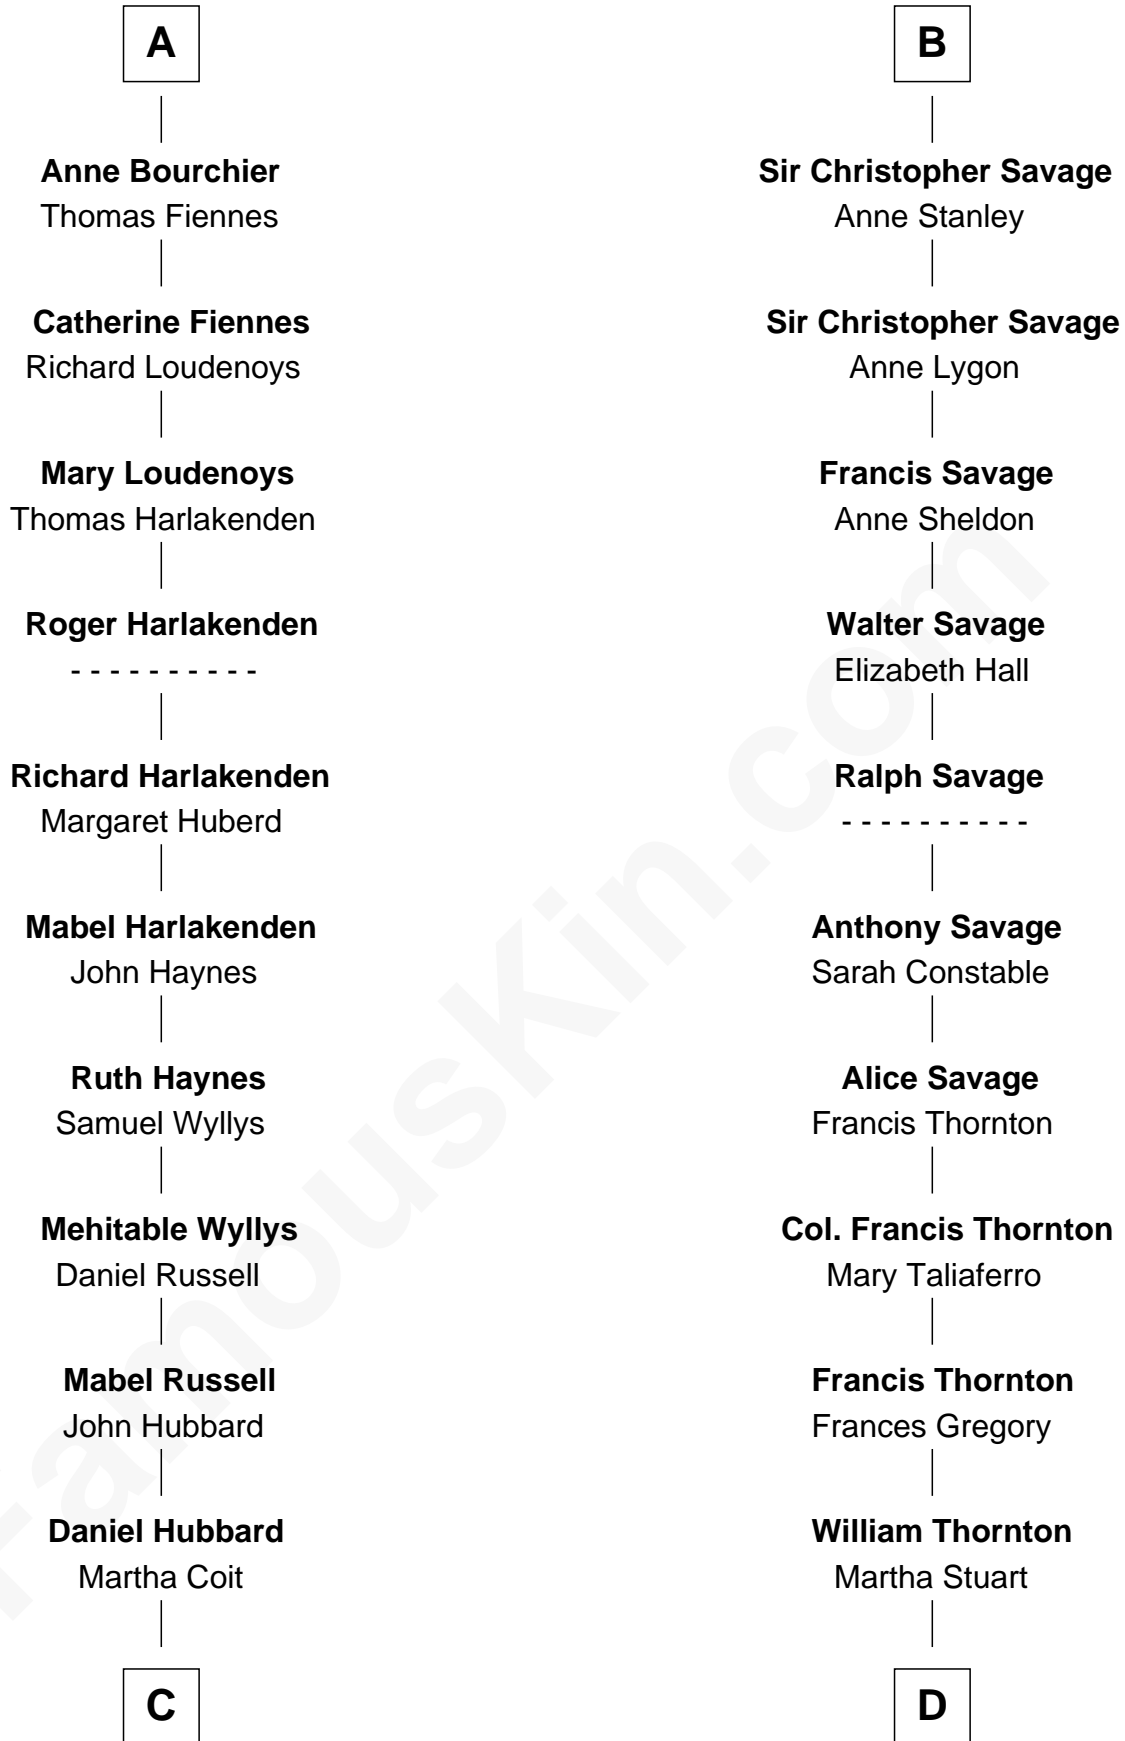 A
Anne Bourchier
Thomas Fiennes
Catherine Fiennes
Richard Loudenoys
Mary Loudenoys
Thomas Harlakenden
Roger Harlakenden
- - - - - - - - - -
Richard Harlakenden
Margaret Huberd
Mabel Harlakenden
John Haynes
Ruth Haynes
Samuel Wyllys
Mehitable Wyllys
Daniel Russell
Mabel Russell
John Hubbard
Daniel Hubbard
Martha Coit
C
B
Sir Christopher Savage
Anne Stanley
Sir Christopher Savage
Anne Lygon
Francis Savage
Anne Sheldon
Walter Savage
Elizabeth Hall
Ralph Savage
- - - - - - - - - -
Anthony Savage
Sarah Constable
Alice Savage
Francis Thornton
Col. Francis Thornton
Mary Taliaferro
Francis Thornton
Frances Gregory
William Thornton
Martha Stuart
D
FamousKin.com